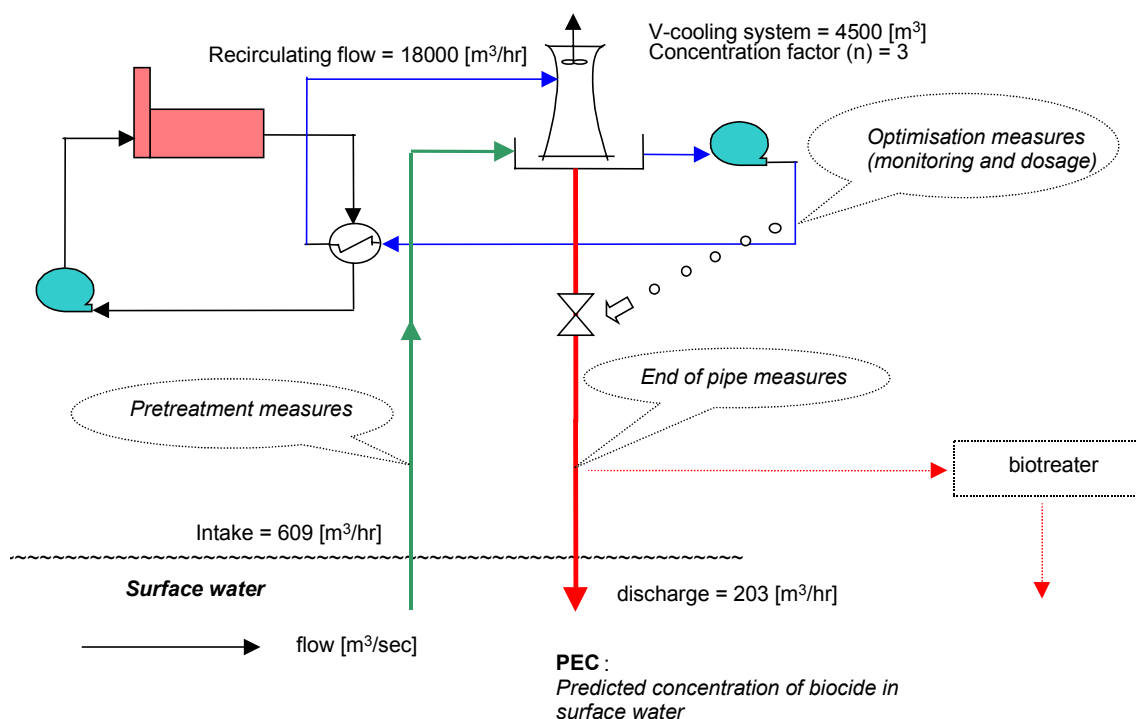 V-cooling system = 4500 [m³]
Recirculating flow = 18000 [m³/hr]
Concentration factor (n) = 3
Optimisation measures
(monitoring and dosage)
Pretreatment measures
End of pipe measures
biotreater
Intake = 609 [m³/hr]
Surface water
discharge = 203 [m³/hr]
flow [m³/sec]
PEC :
Predicted concentration of biocide in
surface water